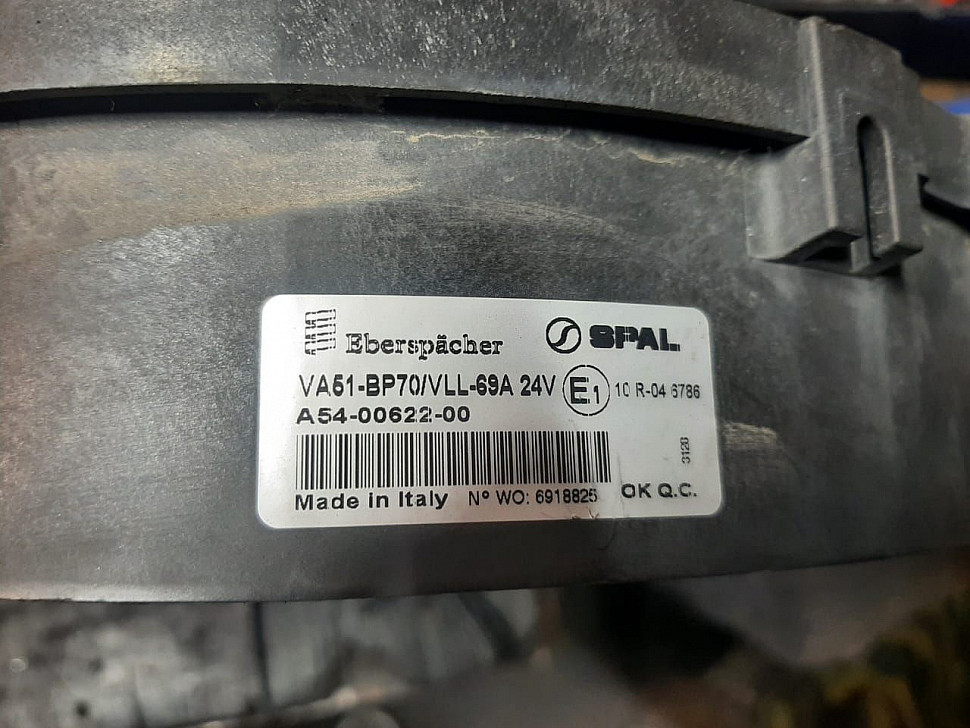 Eberspächer SPAL
VA51-BP70/VLL-69A 24V E1 10 R-04 6786
A54-00622-00
3128
Made in Italy N° WO: 6918825 OK Q.C.